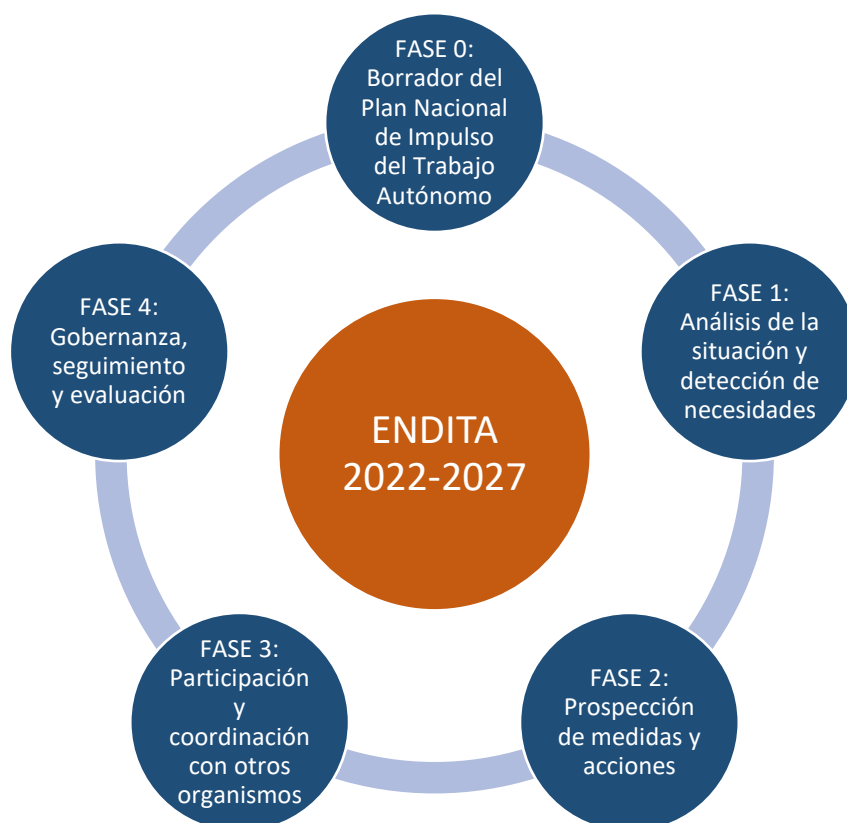 FASE 0:
Borrador del
Plan Nacional
de Impulso
del Trabajo
Autónomo
FASE 1:
Análisis de la
situación y
detección de
necesidades
FASE 2:
Prospección
de medidas y
acciones
FASE 3:
Participación
y
coordinación
con otros
organismos
FASE 4:
Gobernanza,
seguimiento
y evaluación
ENDITA
2022-2027